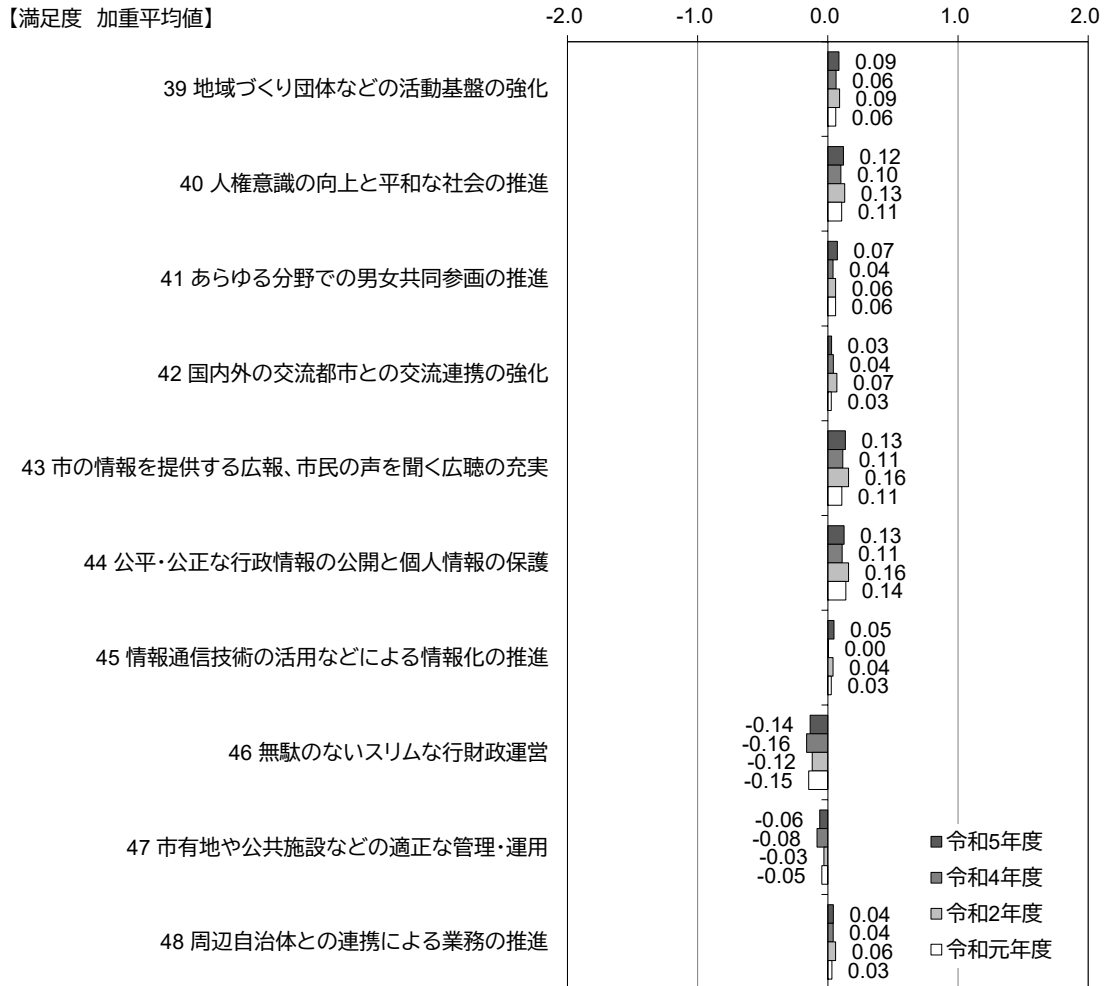 【満足度 加重平均値】
-2.0 -1.0 0.0 1.0 2.0
39 地域づくり団体などの活動基盤の強化
0.09
0.06
0.09
0.06
40 人権意識の向上と平和な社会の推進
0.12
0.10
0.13
0.11
41 あらゆる分野での男女共同参画の推進
0.07
0.04
0.06
0.06
42 国内外の交流都市との交流連携の強化
0.03
0.04
0.07
0.03
43 市の情報を提供する広報、市民の声を聞く広聴の充実
0.13
0.11
0.16
0.11
44 公平・公正な行政情報の公開と個人情報の保護
0.13
0.11
0.16
0.14
45 情報通信技術の活用などによる情報化の推進
0.05
0.00
0.04
0.03
46 無駄のないスリムな行財政運営
-0.14
-0.16
-0.12
-0.15
47 市有地や公共施設などの適正な管理・運用
-0.06
-0.08
-0.03
-0.05
48 周辺自治体との連携による業務の推進
0.04
0.04
0.06
0.03
令和5年度
令和4年度
令和2年度
令和元年度